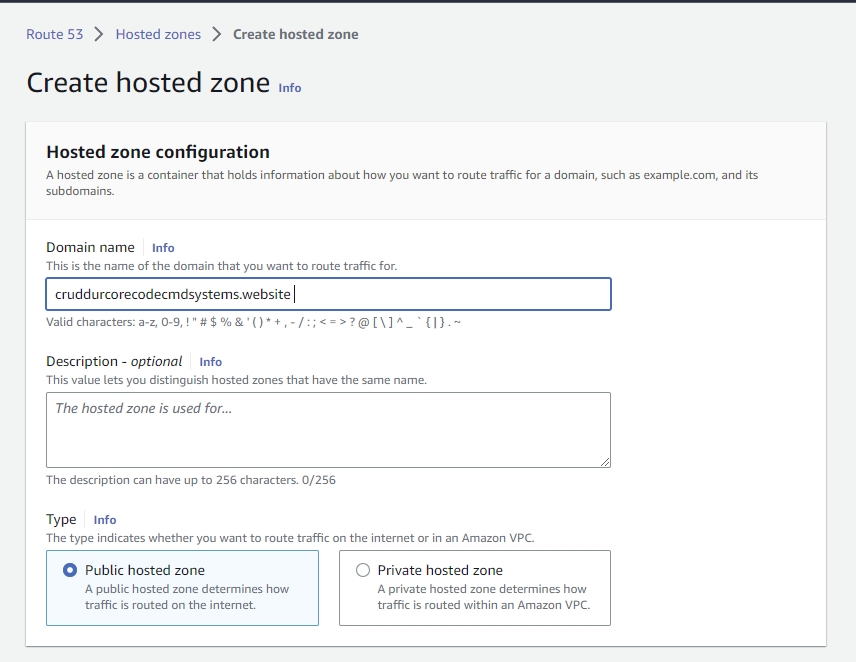 Route 53 > Hosted zones > Create hosted zone
Create hosted zone Info
Hosted zone configuration
A hosted zone is a container that holds information about how you want to route traffic for a domain, such as example.com, and its
subdomains.
Domain name Info
This is the name of the domain that you want to route traffic for.
cruddurcorecodecmdsystems.website
Valid characters: a-z, 0-9, ! " # $ % & ' ( ) * + , - / : ; < = > ? @ [ \ ] ^ _ ` { | } . ~
Description - optional Info
This value lets you distinguish hosted zones that have the same name.
The hosted zone is used for...
The description can have up to 256 characters. 0/256
Type Info
The type indicates whether you want to route traffic on the internet or in an Amazon VPC.
Public hosted zone
A public hosted zone determines how
traffic is routed on the internet.
Private hosted zone
A private hosted zone determines how
traffic is routed within an Amazon VPC.